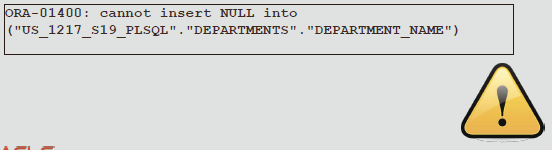 ORA-01400: cannot insert NULL into
("US_1217_S19_PLSQL"."DEPARTMENTS"."DEPARTMENT_NAME")